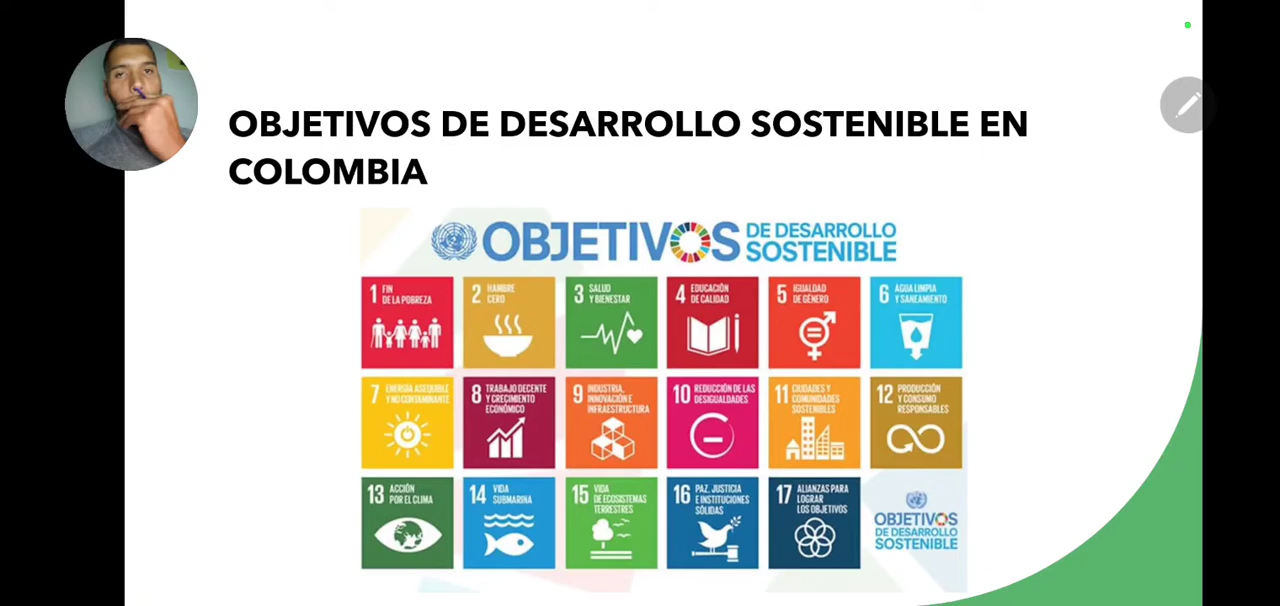 OBJETIVOS DE DESARROLLO SOSTENIBLE EN
COLOMBIA
OBJETIVOS DE DESARROLLO
SOSTENIBLE
1 FIN
DE LA POBREZA
2 HAMBRE
CERO
3 SALUD
Y BIENESTAR
4 EDUCACIÓN
DE CALIDAD
5 IGUALDAD
DE GÉNERO
6 AGUA LIMPIA
Y SANEAMIENTO
7 ENERGÍA ASEQUIBLE
Y NO CONTAMINANTE
8 TRABAJO DECENTE
Y CRECIMIENTO
ECONÓMICO
9 INDUSTRIA,
INNOVACIÓN E
INFRAESTRUCTURA
10 REDUCCIÓN DE LAS
DESIGUALDADES
11 CIUDADES Y
COMUNIDADES
SOSTENIBLES
12 PRODUCCIÓN
Y CONSUMO
RESPONSABLES
13 ACCIÓN
POR EL CLIMA
14 VIDA
SUBMARINA
15 VIDA
DE ECOSISTEMAS
TERRESTRES
16 PAZ, JUSTICIA
E INSTITUCIONES
SÓLIDAS
17 ALIANZAS PARA
LOGRAR
LOS OBJETIVOS
OBJETIVOS
DE DESARROLLO
SOSTENIBLE